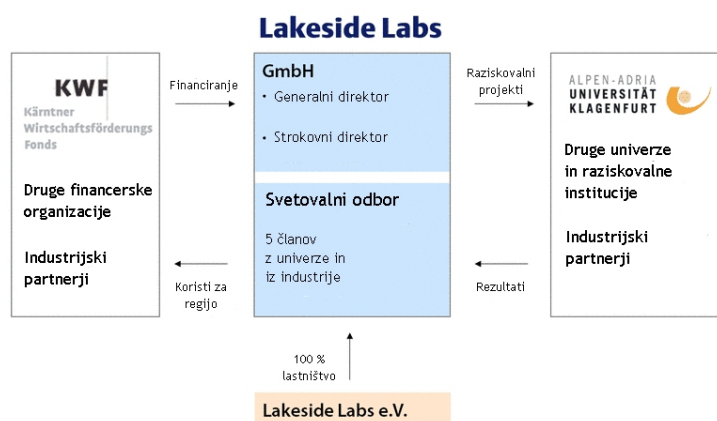 Lakeside Labs
KWF
Kärntner
Wirtschaftsförderungs
Fonds
Druge financerske
organizacije
Industrijski
partnerji
Financiranje
Koristi za
regijo
GmbH
• Generalni direktor
• Strokovni direktor
Svetovalni odbor
5 članov
z univerze in
iz industrije
Raziskovalni
projekti
Rezultati
ALPEN-ADRIA
UNIVERSITÄT
KLAGENFURT
Druge univerze
in raziskovalne
institucije
Industrijski
partnerji
100 %
lastništvo
Lakeside Labs e.V.